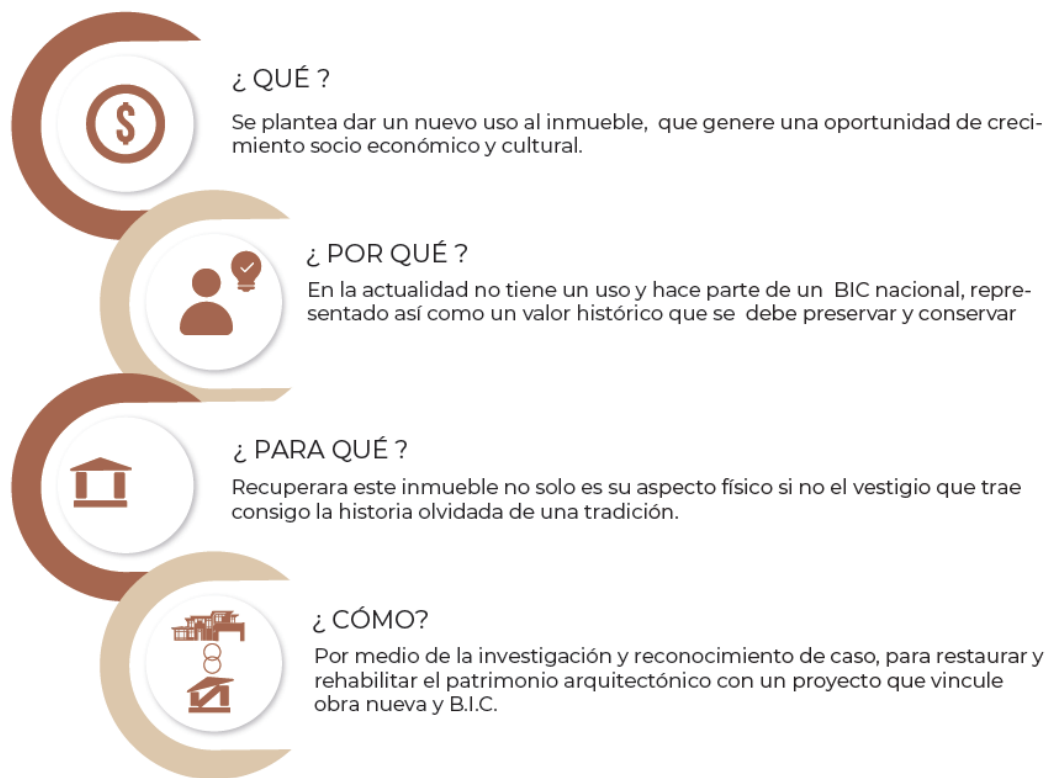 ¿ QUÉ ?
Se plantea dar un nuevo uso al inmueble, que genere una oportunidad de creci-
miento socio económico y cultural.
¿ POR QUÉ ?
En la actualidad no tiene un uso y hace parte de un BIC nacional, repre-
sentado así como un valor histórico que se debe preservar y conservar
¿ PARA QUÉ ?
Recuperara este inmueble no solo es su aspecto físico si no el vestigio que trae
consigo la historia olvidada de una tradición.
¿ CÓMO?
Por medio de la investigación y reconocimiento de caso, para restaurar y
rehabilitar el patrimonio arquitectónico con un proyecto que vincule
obra nueva y B.I.C.